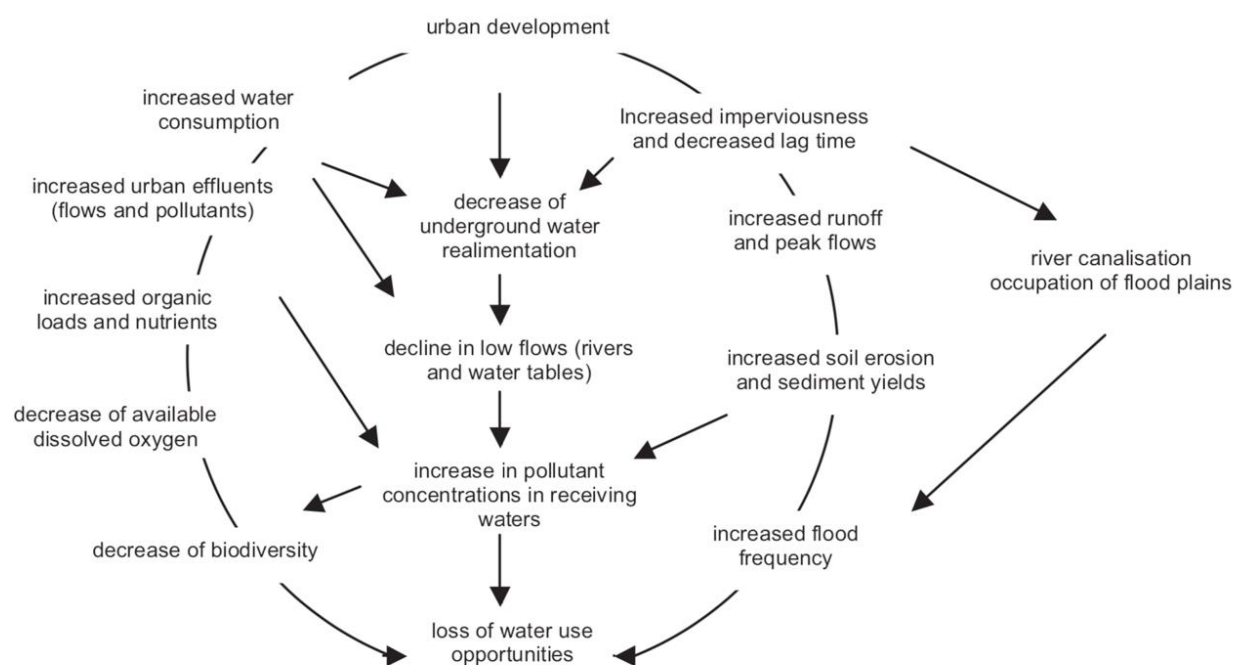 urban development
increased water
consumption
Increased imperviousness
and decreased lag time
increased urban effluents
(flows and pollutants)
decrease of
underground water
realimentation
increased runoff
and peak flows
river canalisation
occupation of flood plains
increased organic
loads and nutrients
decline in low flows (rivers
and water tables)
increased soil erosion
and sediment yields
decrease of available
dissolved oxygen
increase in pollutant
concentrations in receiving
waters
decrease of biodiversity
increased flood
frequency
loss of water use
opportunities